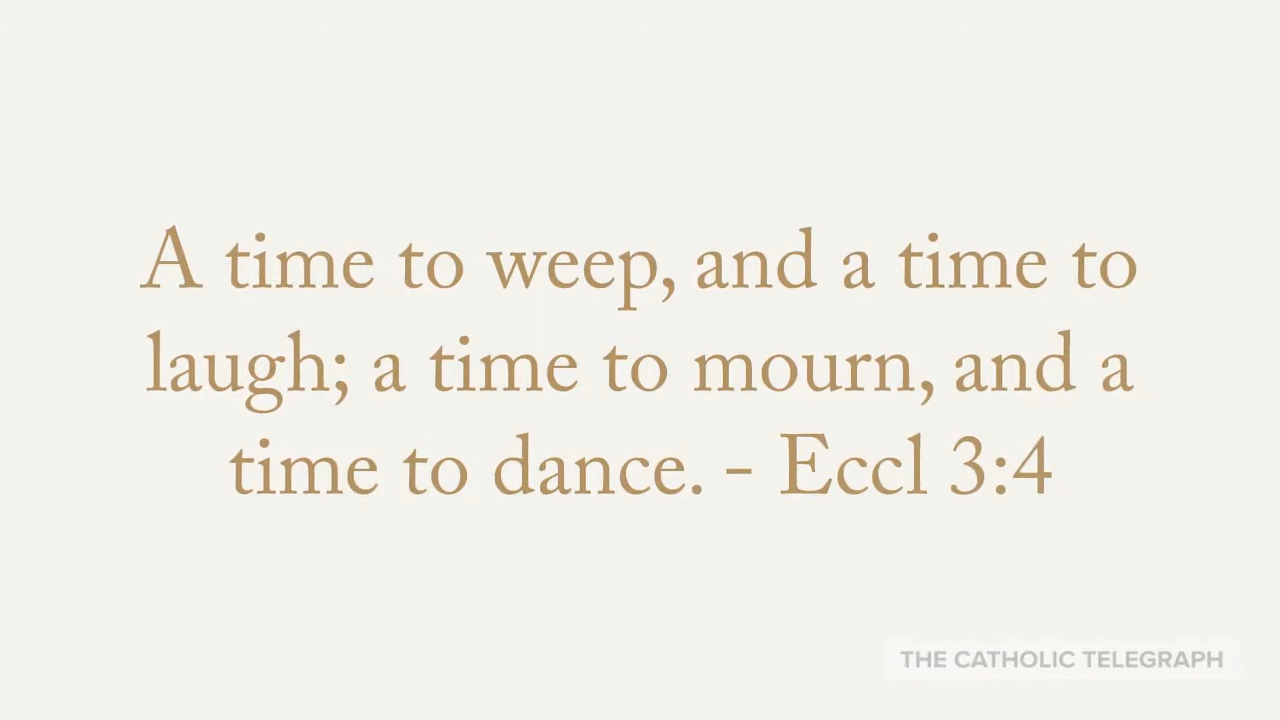 A time to weep, and a time to
laugh; a time to mourn, and a
time to dance. - Eccl 3:4
THE CATHOLIC TELEGRAPH